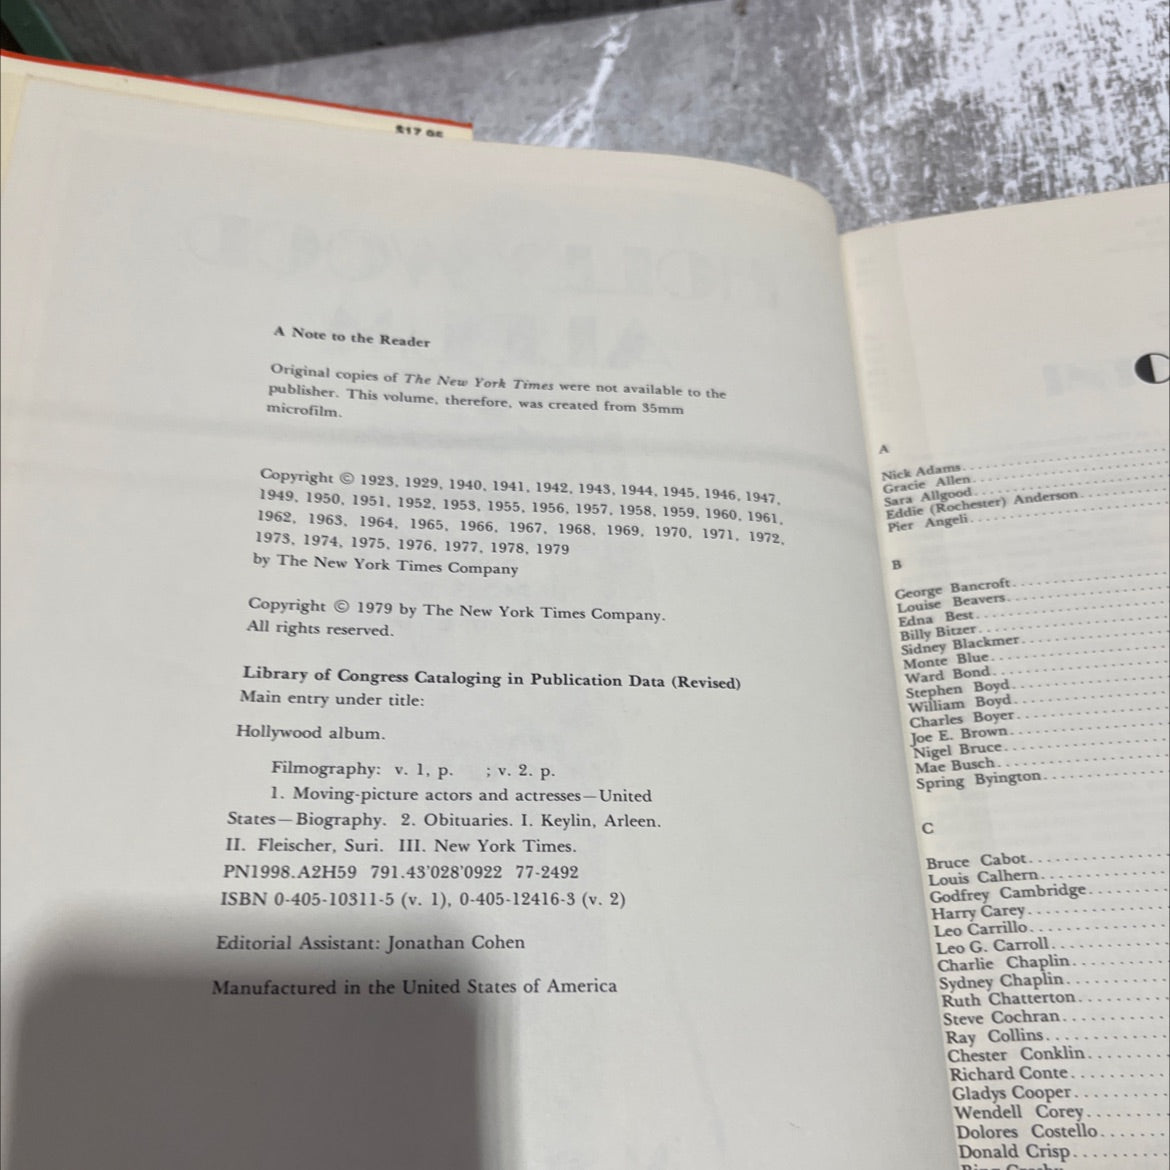 A Note to the Reader
Original copies of The New York Times were not available to the
publisher. This volume, therefore, was created from 35mm
microfilm.
Copyright © 1923, 1929, 1940, 1941, 1942, 1943, 1944, 1945, 1946, 1947,
1949, 1950, 1951, 1952, 1953, 1955, 1956, 1957, 1958, 1959, 1960, 1961,
1962, 1963, 1964, 1965, 1966, 1967, 1968, 1969, 1970, 1971, 1972,
1973, 1974, 1975, 1976, 1977, 1978, 1979
by The New York Times Company
Copyright © 1979 by The New York Times Company.
All rights reserved.
Library of Congress Cataloging in Publication Data (Revised)
Main entry under title:
Hollywood album.
Filmography: v. 1, p. ; v. 2. p.
1. Moving-picture actors and actresses—United
States—Biography. 2. Obituaries. I. Keylin, Arleen.
II. Fleischer, Suri. III. New York Times.
PN1998.A2H59 791.43'028'0922 77-2492
ISBN 0-405-10311-5 (v. 1), 0-405-12416-3 (v. 2)
Editorial Assistant: Jonathan Cohen
Manufactured in the United States of America
A
Nick Adams
Gracie Allen
Sara Allgood
Eddie (Rochester) Anderson
Pier Angeli
B
George Bancroft
Louise Beavers
Edna Best
Billy Bitzer
Sidney Blackmer
Monte Blue
Ward Bond
Stephen Boyd
William Boyd
Charles Boyer
Joe E. Brown
Nigel Bruce
Mae Busch
Spring Byington
C
Bruce Cabot
Louis Calhern
Godfrey Cambridge
Harry Carey
Leo Carrillo
Leo G. Carroll
Charlie Chaplin
Sydney Chaplin
Ruth Chatterton
Steve Cochran
Ray Collins
Chester Conklin
Richard Conte
Gladys Cooper
Wendell Corey
Dolores Costello
Donald Crisp